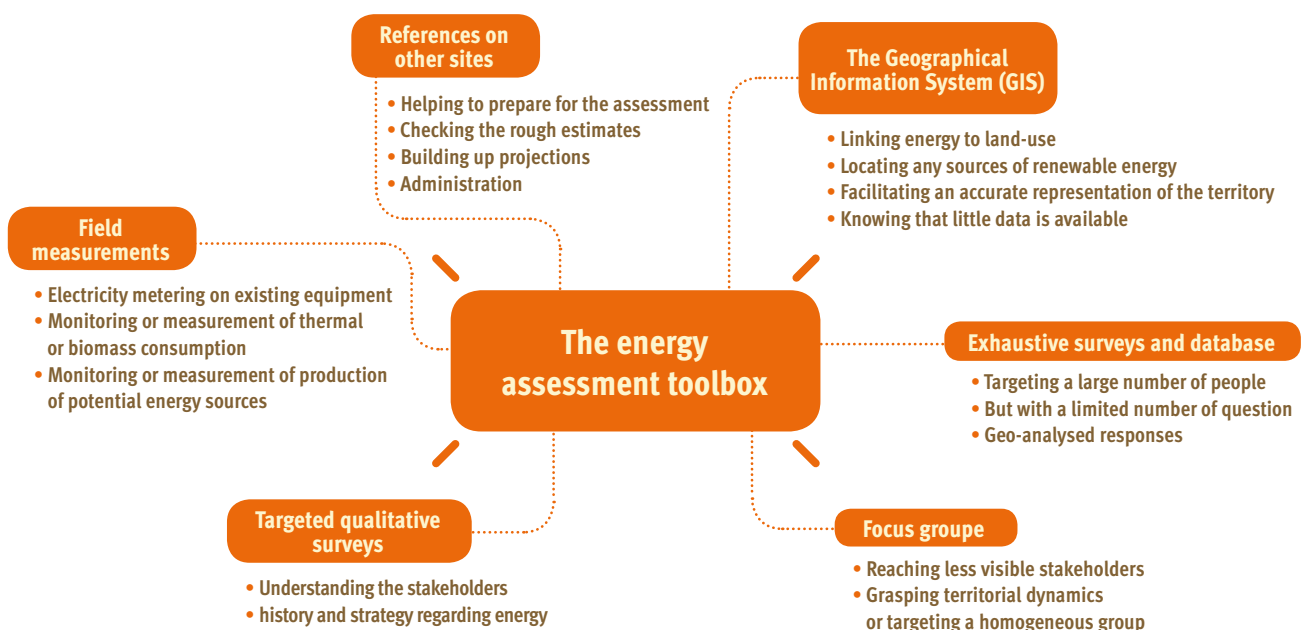 References on
other sites
• Helping to prepare for the assessment
• Checking the rough estimates
• Building up projections
• Administration
The Geographical
Information System (GIS)
• Linking energy to land-use
• Locating any sources of renewable energy
• Facilitating an accurate representation of the territory
• Knowing that little data is available
Field
measurements
• Electricity metering on existing equipment
• Monitoring or measurement of thermal
or biomass consumption
• Monitoring or measurement of production
of potential energy sources
The energy
assessment toolbox
Exhaustive surveys and database
• Targeting a large number of people
• But with a limited number of question
• Geo-analysed responses
Targeted qualitative
surveys
• Understanding the stakeholders
• history and strategy regarding energy
Focus groupe
• Reaching less visible stakeholders
• Grasping territorial dynamics
or targeting a homogeneous group